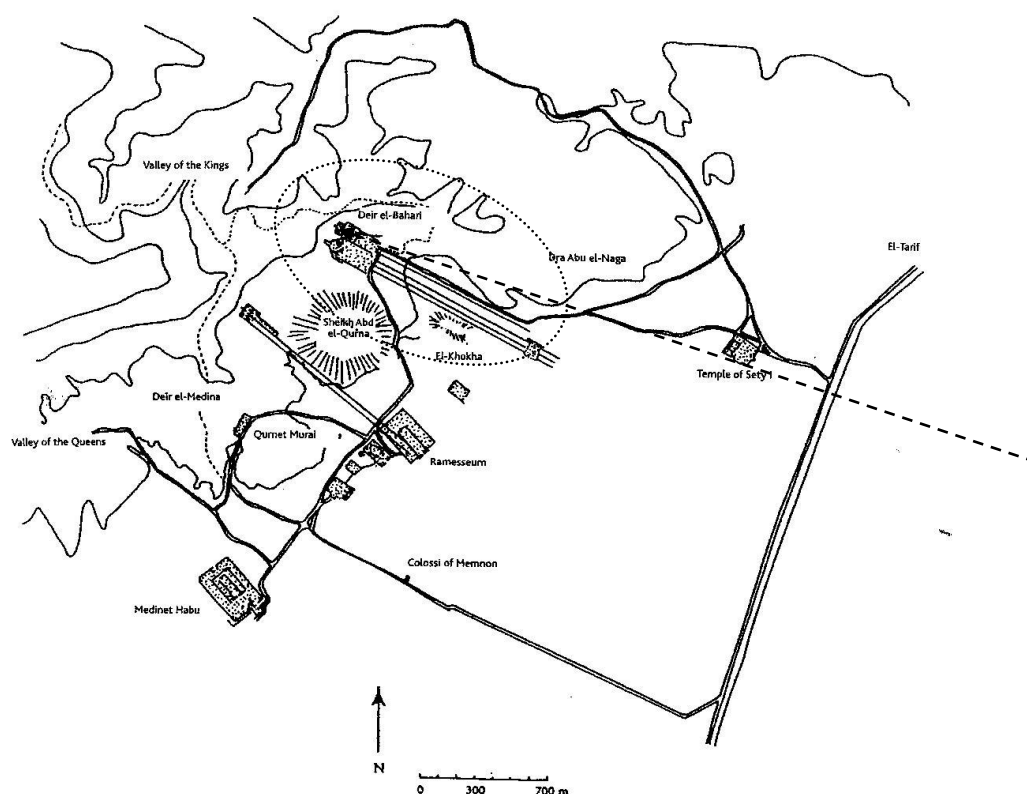 Valley of the Kings
Deir el-Bahari
El-Tarif
Dra Abu el-Naga
Sheikh Abd
el-Qurna
El-Khokha
Temple of Sety I
Deir el-Medina
Qurnet Murai
Valley of the Queens
Ramesseum
Colossi of Memnon
Medinet Habu
N
0 300 700 m